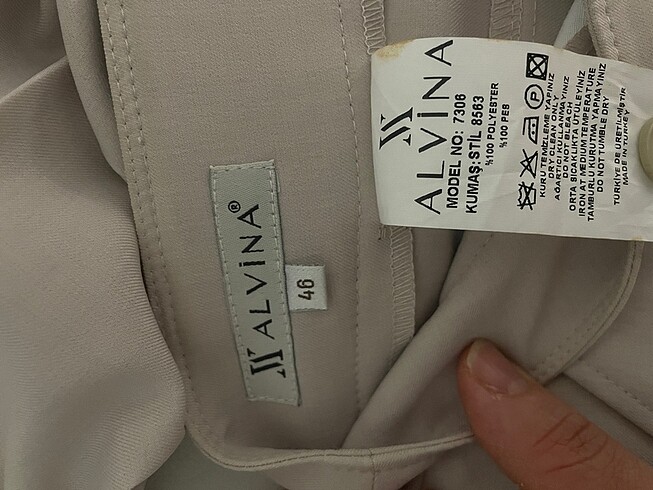 ALVİNA®
46
ALVİNA
MODEL NO: 7306
KUMAŞ:STİL 8563
%100 POLYESTER
%100 PES
KURU TEMİZLEME YAPINIZ
DRY CLEAN ONLY
AĞARTICI KOYMAYINIZ
DO NOT BLEACH
ORTA SICAKLIKTA ÜTÜLEYİNİZ
IRON AT MEDIUM TEMPERATURE
TAMBURLU KURUTMA YAPMAYINIZ
DO NOT TUMBLE DRY
TÜRKİYE'DE ÜRETİLMİŞTİR
MADE IN TURKEY